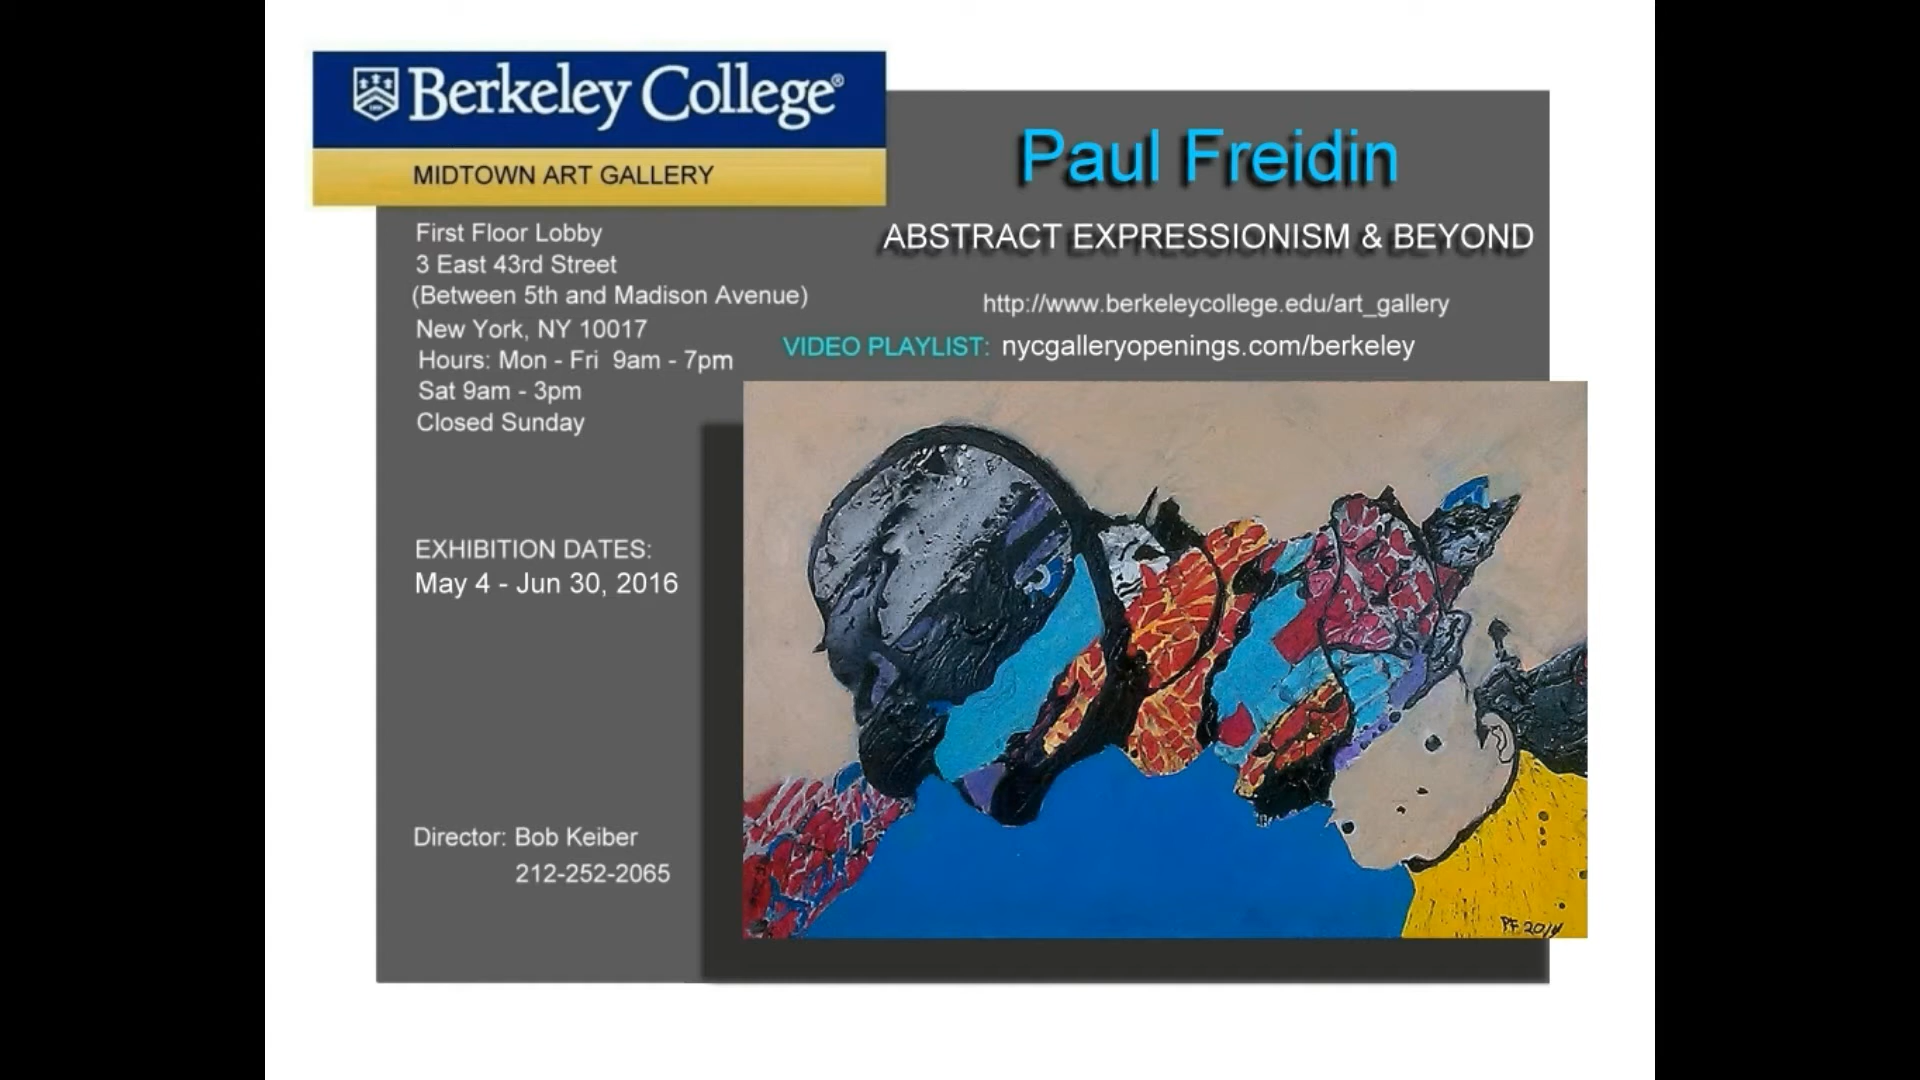 Berkeley College®
MIDTOWN ART GALLERY
First Floor Lobby
3 East 43rd Street
(Between 5th and Madison Avenue)
New York, NY 10017
Hours: Mon - Fri 9am - 7pm
Sat 9am - 3pm
Closed Sunday
EXHIBITION DATES:
May 4 - Jun 30, 2016
Director: Bob Keiber
212-252-2065
Paul Freidin
ABSTRACT EXPRESSIONISM & BEYOND
http://www.berkeleycollege.edu/art_gallery
VIDEO PLAYLIST: nycgalleryopenings.com/berkeley
PF 2014